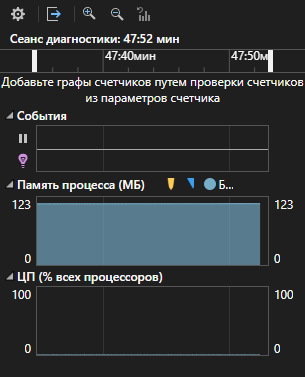 Сеанс диагностики: 47:52 мин
47:40мин 47:50м
Добавьте графы счетчиков путем проверки счетчиков
из параметров счетчика
События
Память процесса (МБ) Б...
123 123
0 0
ЦП (% всех процессоров)
100 100
0 0